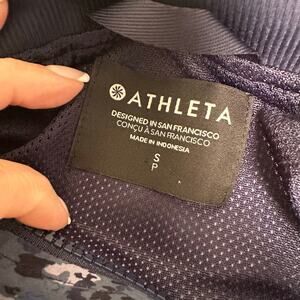 ATHLETA
DESIGNED IN SAN FRANCISCO
CONÇU À SAN FRANCISCO
MADE IN INDONESIA
S
P